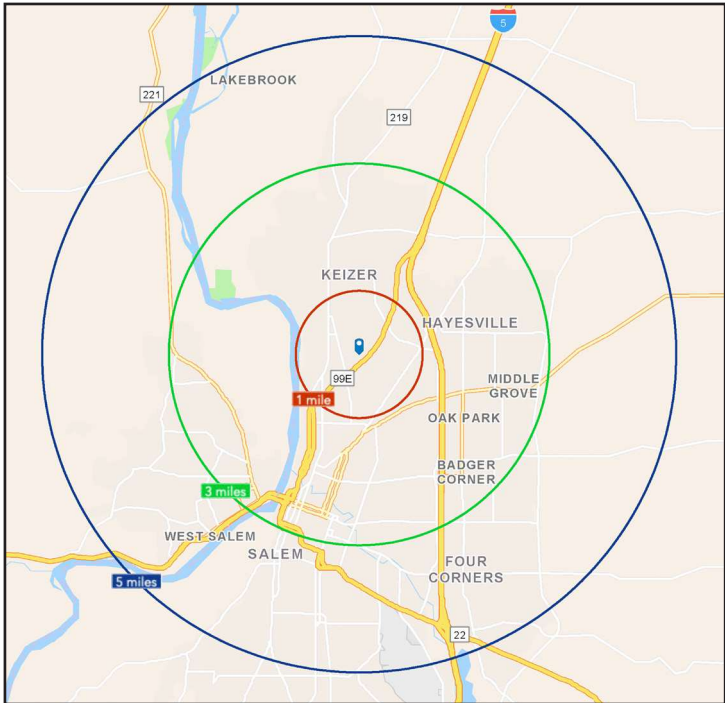 5
LAKEBROOK
221
219
KEIZER
HAYESVILLE
99E
MIDDLE
GROVE
1 mile
OAK PARK
BADGER
CORNER
3 miles
WEST SALEM
SALEM
FOUR
CORNERS
5 miles
22